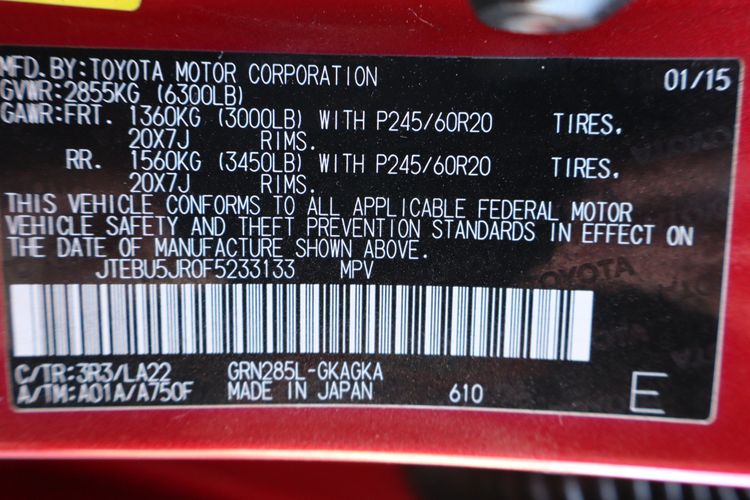 MFD.BY:TOYOTA MOTOR CORPORATION 01/15
GVWR:2855KG (6300LB)
GAWR:FRT. 1360KG (3000LB) WITH P245/60R20 TIRES.
20X7J RIMS.
RR. 1560KG (3450LB) WITH P245/60R20 TIRES.
20X7J RIMS.
THIS VEHICLE CONFORMS TO ALL APPLICABLE FEDERAL MOTOR
VEHICLE SAFETY AND THEFT PREVENTION STANDARDS IN EFFECT ON
THE DATE OF MANUFACTURE SHOWN ABOVE.
JTEBU5JR0F5233133 MPV
C/TR:3R3/LA22 GRN285L-GKAGKA
A/TM:A01A/A750F MADE IN JAPAN 610 E
TOYOTA